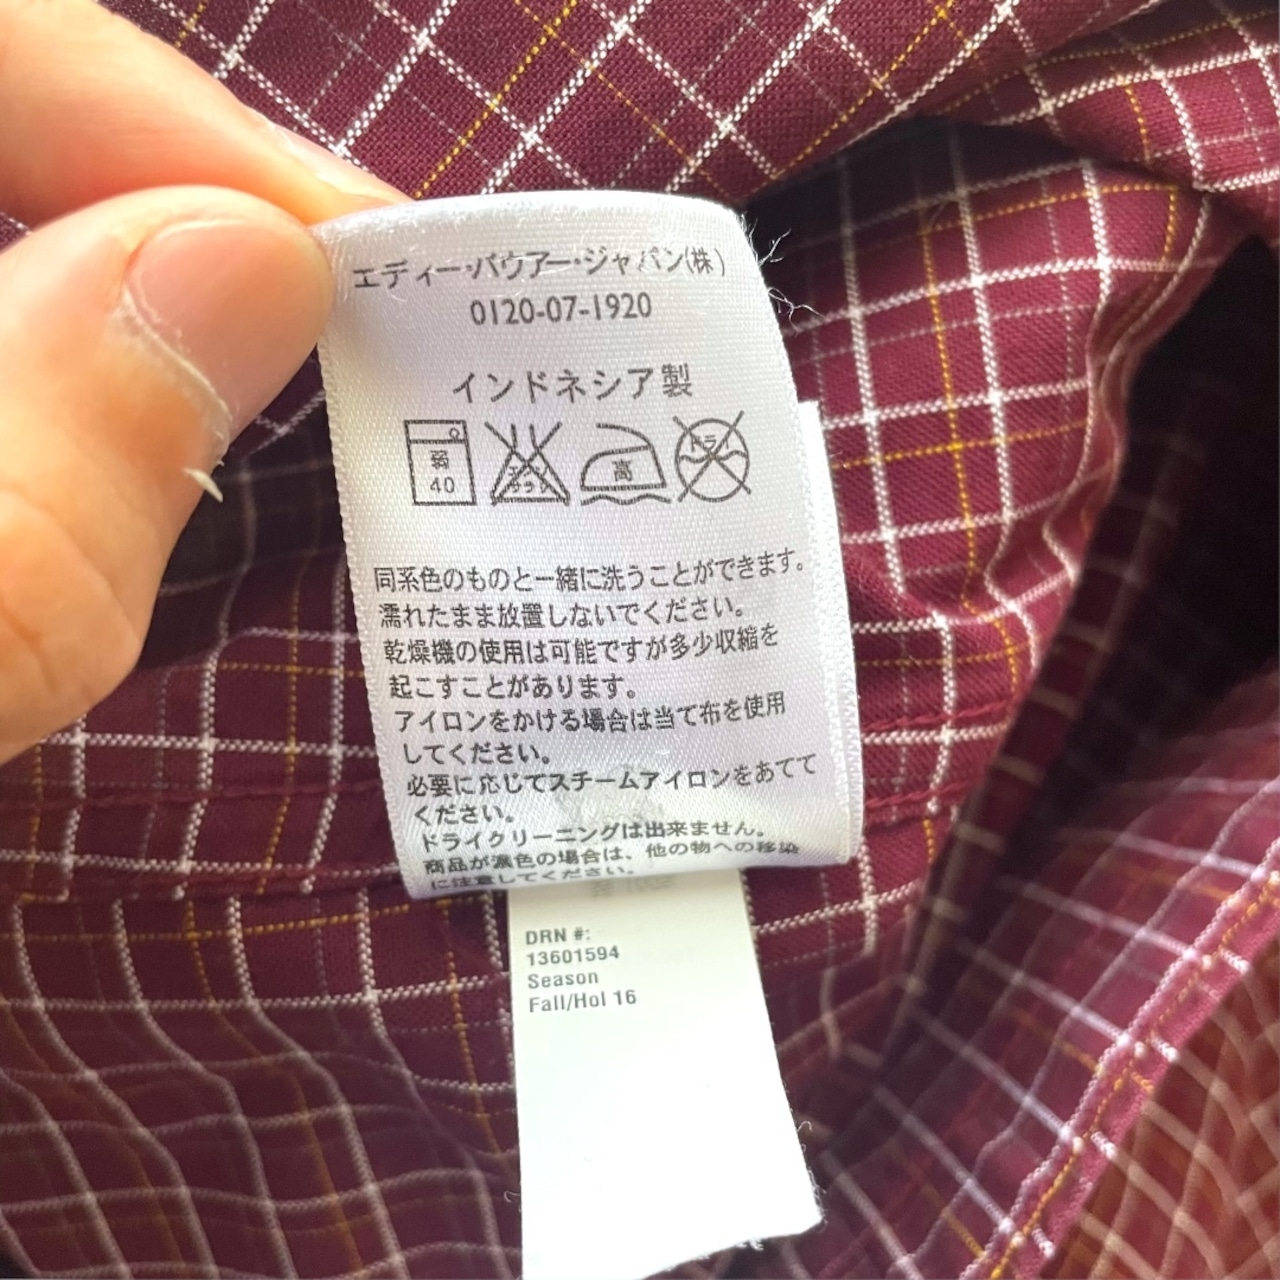 エディー・バウアー・ジャパン(株)
0120-07-1920
インドネシア製
弱
40
エンソ
サラシ
高
ドライ
同系色のものと一緒に洗うことができます。
濡れたまま放置しないでください。
乾燥機の使用は可能ですが多少収縮を
起こすことがあります。
アイロンをかける場合は当て布を使用
してください。
必要に応じてスチームアイロンをあてて
ください。
ドライクリーニングは出来ません。
商品が濃色の場合は、他の物への移染
に注意してください。
DRN #:
13601594
Season
Fall/Hol 16